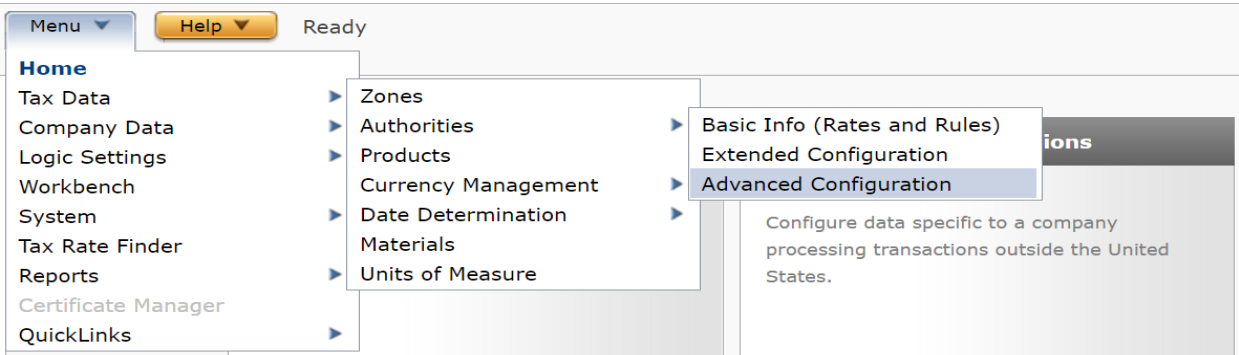 Menu
Help
Ready
Home
Tax Data
Company Data
Logic Settings
Workbench
System
Tax Rate Finder
Reports
Certificate Manager
QuickLinks
Zones
Authorities
Products
Currency Management
Date Determination
Materials
Units of Measure
Basic Info (Rates and Rules)
Extended Configuration
Advanced Configuration
ions
Configure data specific to a company
processing transactions outside the United
States.